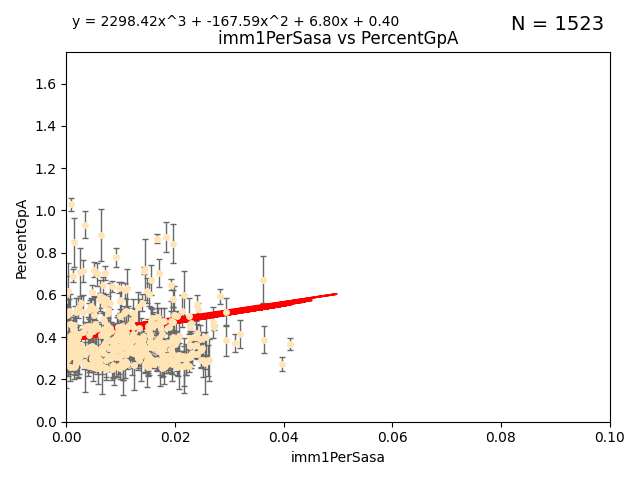 y = 2298.42x^3 + -167.59x^2 + 6.80x + 0.40
N = 1523
imm1PerSasa vs PercentGpA
PercentGpA
1.6
1.4
1.2
1.0
0.8
0.6
0.4
0.2
0.0
0.00 0.02 0.04 0.06 0.08 0.10
imm1PerSasa